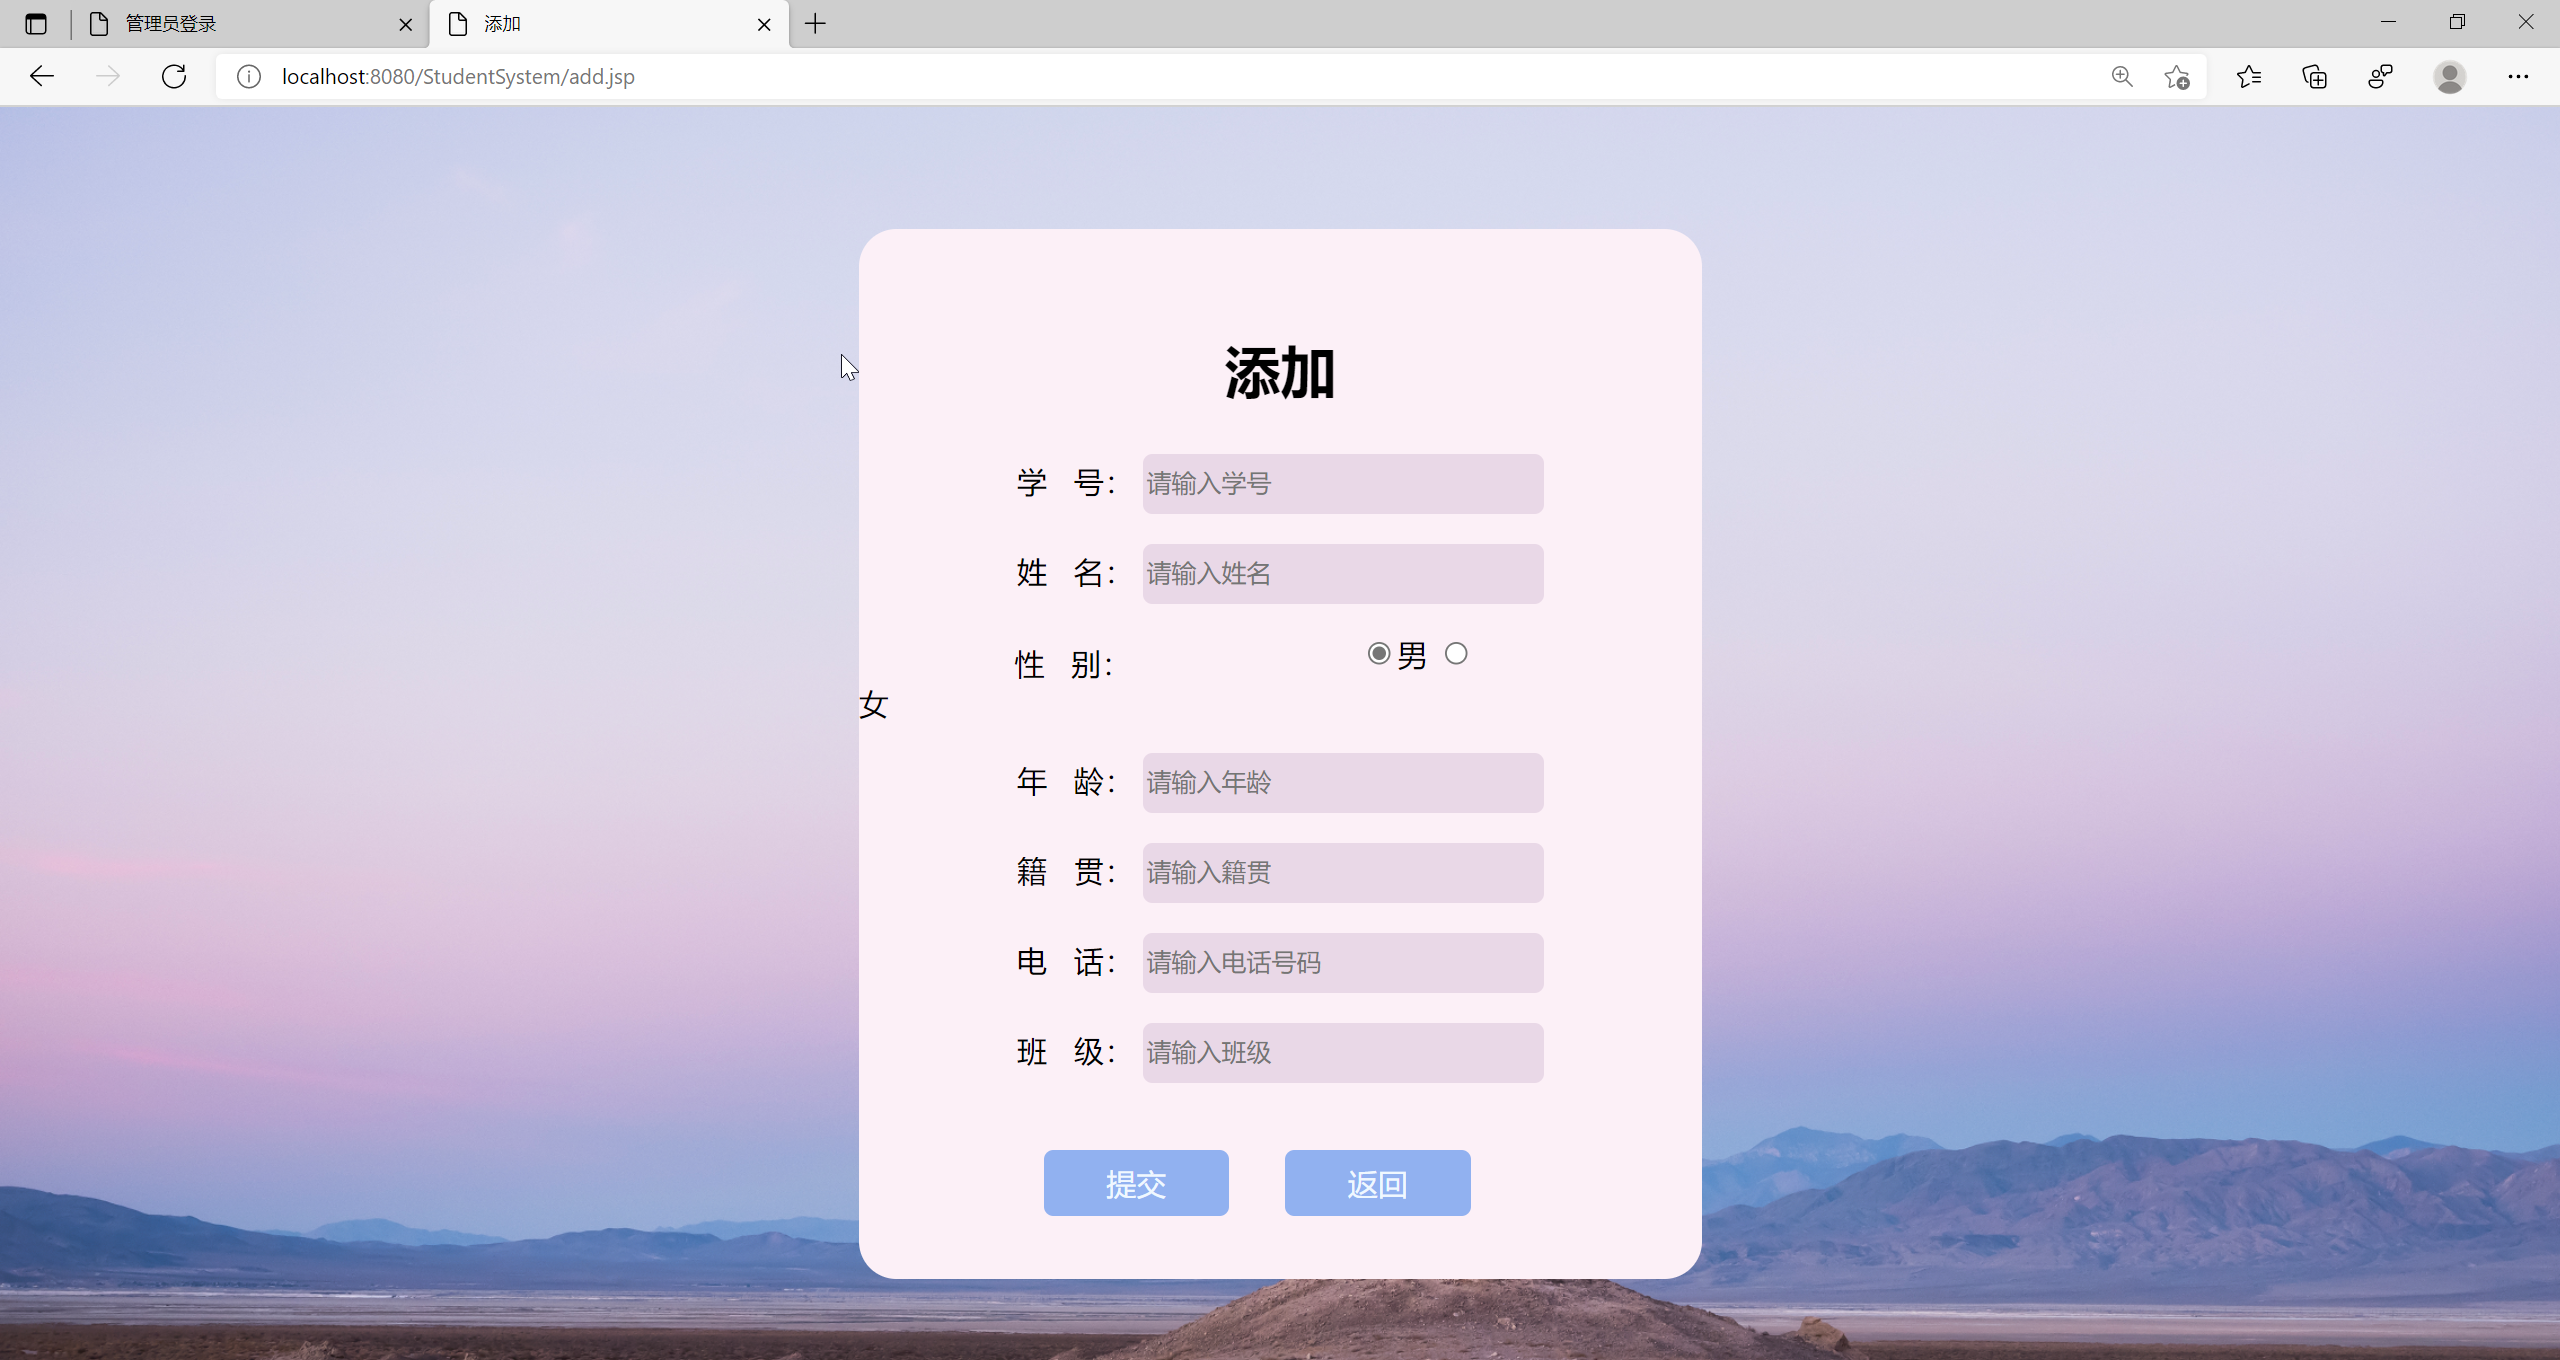 管理员登录
添加
localhost:8080/StudentSystem/add.jsp
添加
学 号： 请输入学号
姓 名： 请输入姓名
性 别： 男
女
年 龄： 请输入年龄
籍 贯： 请输入籍贯
电 话： 请输入电话号码
班 级： 请输入班级
提交 返回